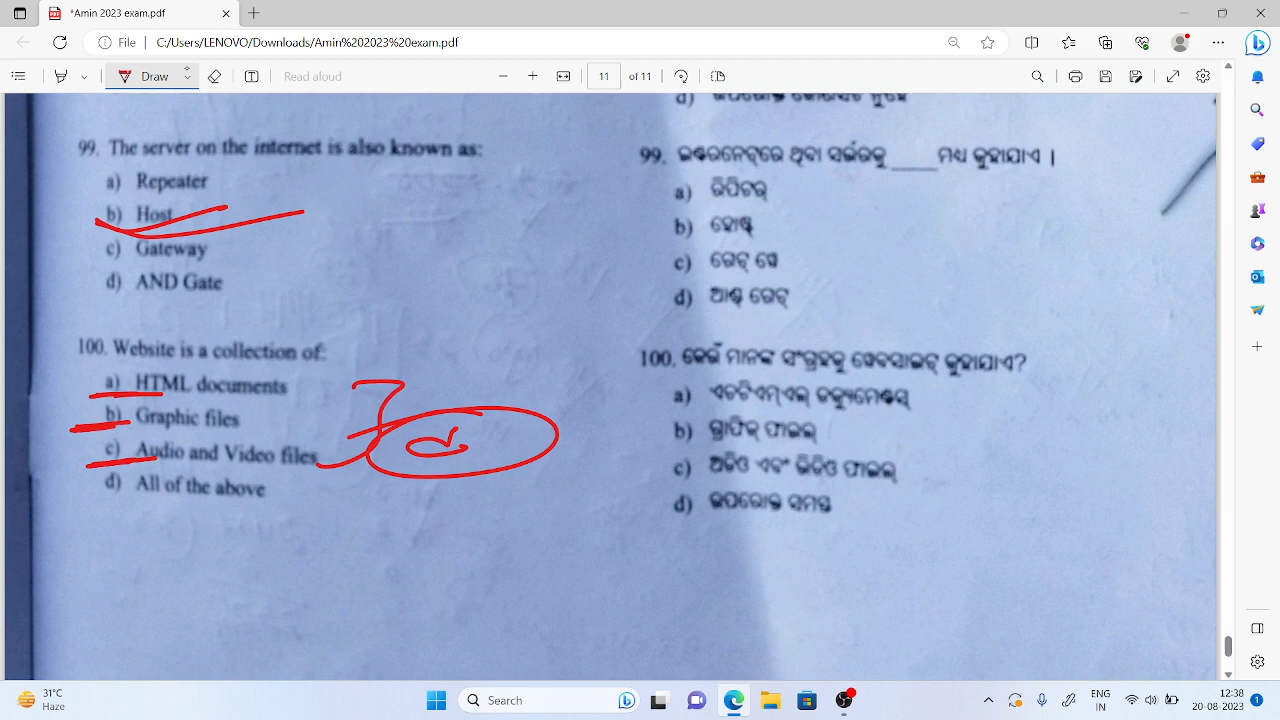 *Amin 2023 exam.pdf
File C:/Users/LENOVO/Downloads/Amin%202023%20exam.pdf
Draw Read aloud 11 of 11
99. The server on the internet is also known as:
a) Repeater
b) Host
c) Gateway
d) AND Gate
100. Website is a collection of:
a) HTML documents
b) Graphic files
c) Audio and Video files
d) All of the above
d
d)
99. ଇଣ୍ଟରନେଟ୍‌ରେ ଥିବା ସର୍ଭରକୁ _____ ମଧ୍ୟ କୁହାଯାଏ |
a) ରିପିଟର୍
b) ହୋଷ୍ଟ
c) ଗେଟ୍ ୱେ
d) ଆଣ୍ଡ ଗେଟ୍
100. କେଉଁ ମାନଙ୍କ ସଂଗ୍ରହକୁ ୱେବସାଇଟ୍ କୁହାଯାଏ?
a) ଏଚଟିଏମ୍ଏଲ୍ ଡକ୍ୟୁମେଣ୍ଟସ୍
b) ଗ୍ରାଫିକ୍ ଫାଇଲ୍
c) ଅଡିଓ ଏବଂ ଭିଡିଓ ଫାଇଲ୍
d) ଉପରୋକ୍ତ ସମସ୍ତ
31°C
Haze
Search
ENG
IN
12:38
20-08-2023
1